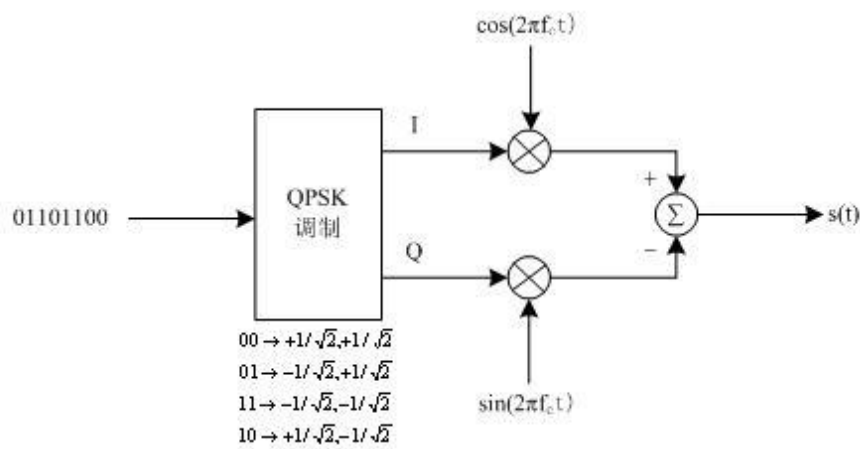 cos(2πf꜀t)
I
01101100
QPSK
调制
+
Σ
s(t)
−
Q
00→+1/√2,+1/√2
01→−1/√2,+1/√2
11→−1/√2,−1/√2
10→+1/√2,−1/√2
sin(2πf꜀t)